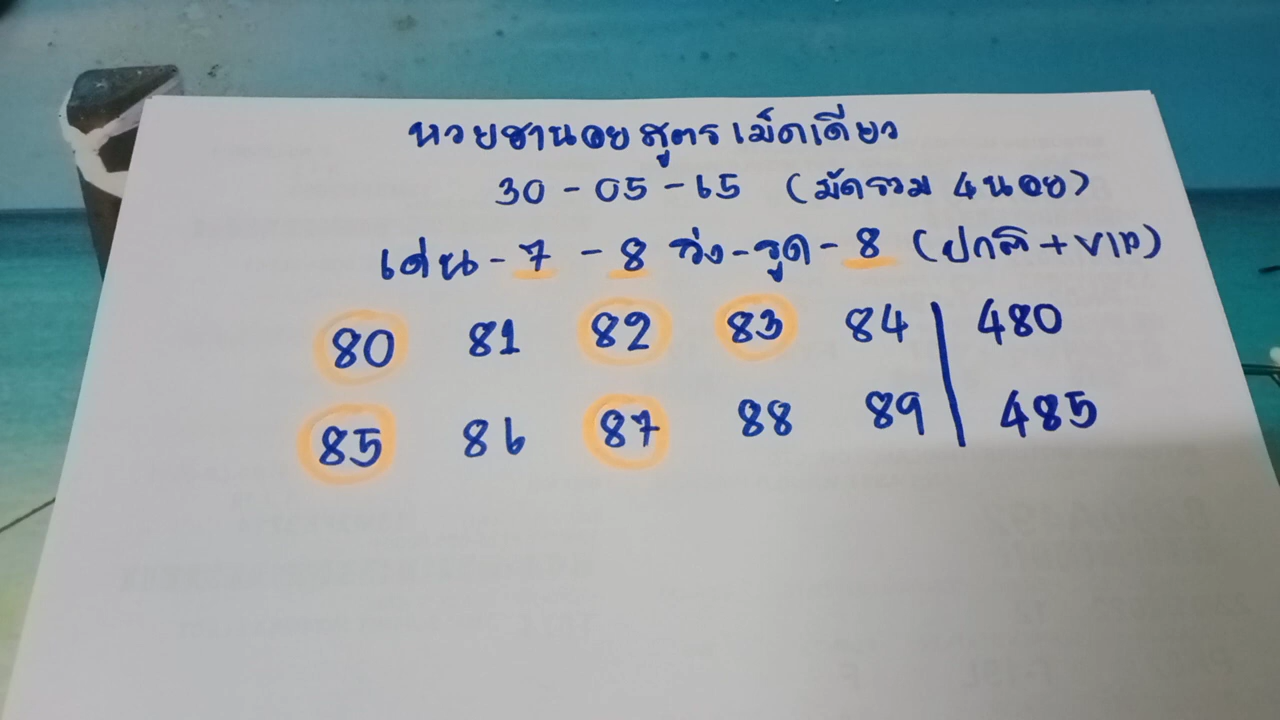 หวยฮานอยสูตรเม็ดเดียว
30-05-65 (มัดรวม 4นอย)
เด่น-7-8 วิ่ง-รูด-8 (ปกติ+VIP)
80 81 82 83 84 | 480
85 86 87 88 89 | 485